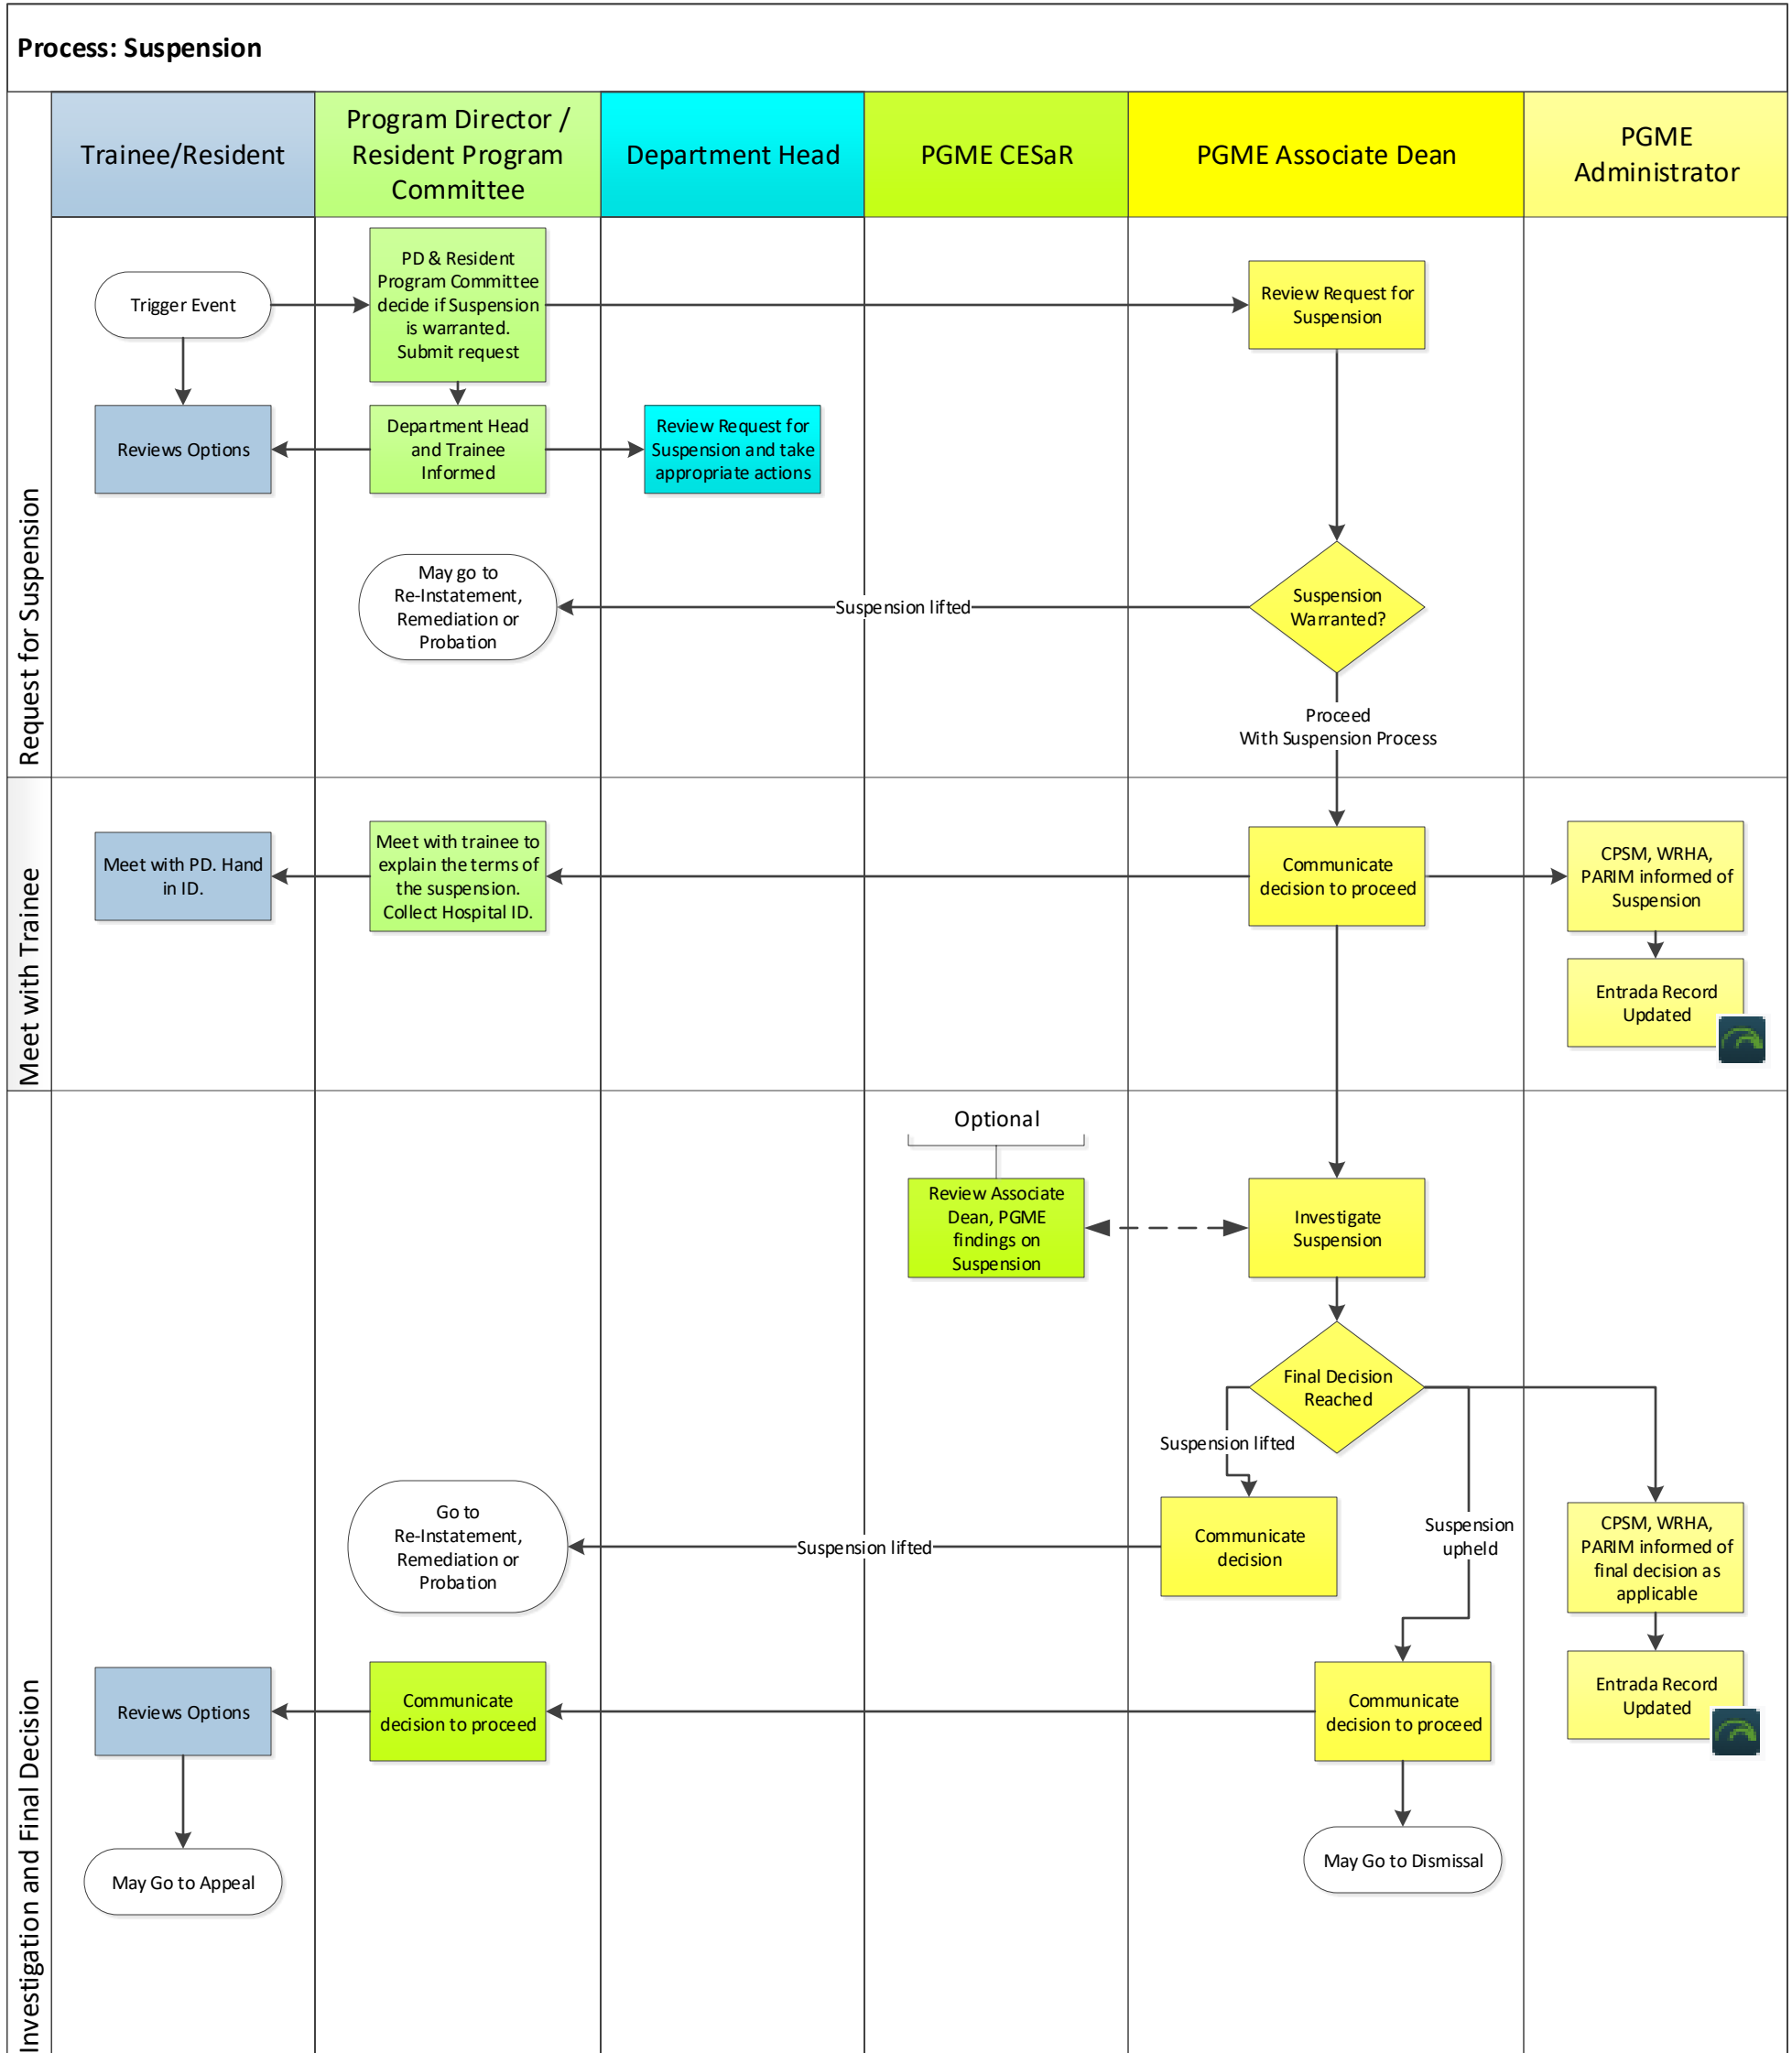 Process: Suspension
Trainee/Resident
Program Director /
Resident Program
Committee
Department Head
PGME CESaR
PGME Associate Dean
PGME
Administrator
Request for Suspension
Trigger Event
PD & Resident
Program Committee
decide if Suspension
is warranted.
Submit request
Review Request for
Suspension
Reviews Options
Department Head
and Trainee
Informed
Review Request for
Suspension and take
appropriate actions
May go to
Re-Instatement,
Remediation or
Probation
Suspension lifted
Suspension
Warranted?
Proceed
With Suspension Process
Meet with Trainee
Meet with PD. Hand
in ID.
Meet with trainee to
explain the terms of
the suspension.
Collect Hospital ID.
Communicate
decision to proceed
CPSM, WRHA,
PARIM informed of
Suspension
Entrada Record
Updated
Investigation and Final Decision
Optional
Review Associate
Dean, PGME
findings on
Suspension
Investigate
Suspension
Final Decision
Reached
Suspension lifted
Go to
Re-Instatement,
Remediation or
Probation
Suspension lifted
Communicate
decision
Suspension
upheld
CPSM, WRHA,
PARIM informed of
final decision as
applicable
Reviews Options
Communicate
decision to proceed
Communicate
decision to proceed
Entrada Record
Updated
May Go to Appeal
May Go to Dismissal